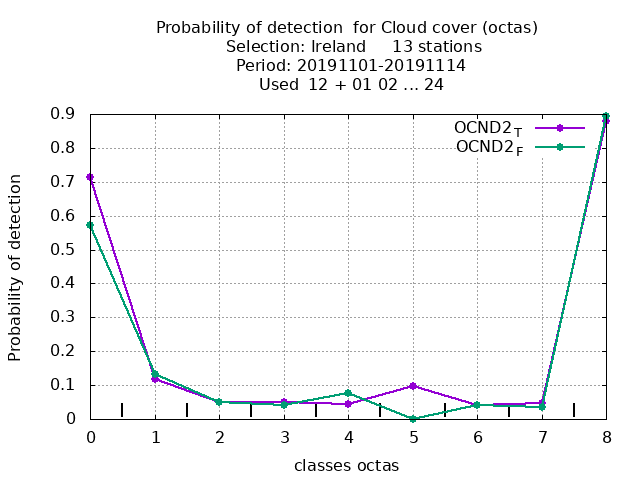 Probability of detection  for Cloud cover (octas)
Selection: Ireland     13 stations
Period: 20191101-20191114
Used  12 + 01 02 ... 24
OCND2T
OCND2F
Probability of detection
0.9
0.8
0.7
0.6
0.5
0.4
0.3
0.2
0.1
0
0 1 2 3 4 5 6 7 8
classes octas